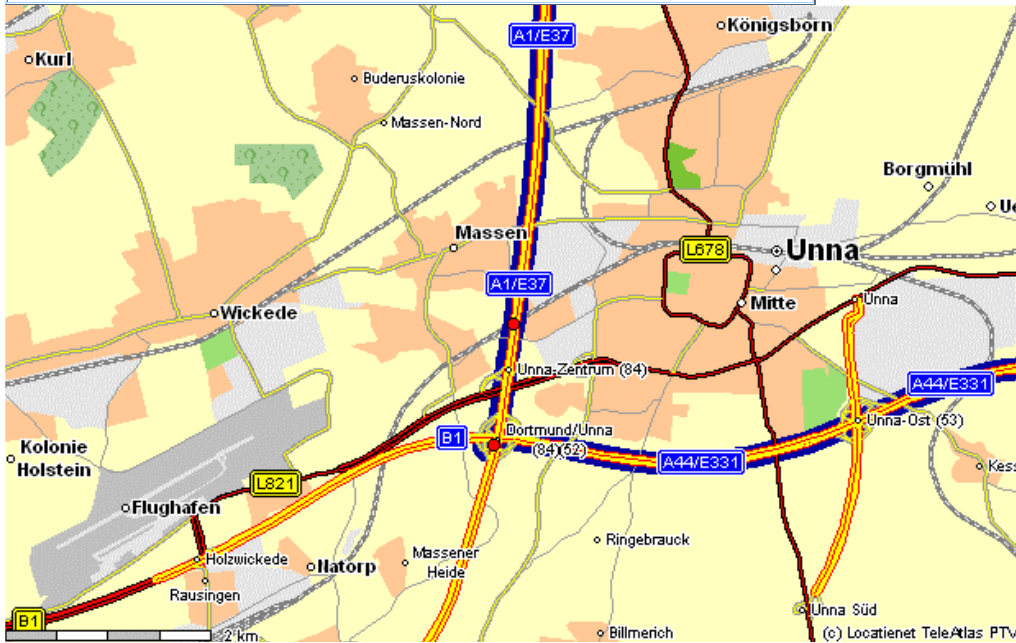 Königsborn
A1/E37
Kurl
Buderuskolonie
Massen-Nord
Borgmühl
Massen
L678
Unna
A1/E37
Mitte
Unna
Wickede
Unna-Zentrum (84)
A44/E331
Unna-Ost (53)
Dortmund/Unna
(84)(52)
B1
A44/E331
Kolonie
Holstein
L821
Kess
Flughafen
Ringebrauck
Holzwickede
Natorp
Massener
Heide
Rausingen
Unna Süd
B1
2 km
Billmerich
(c) Locatienet TeleAtlas PTV